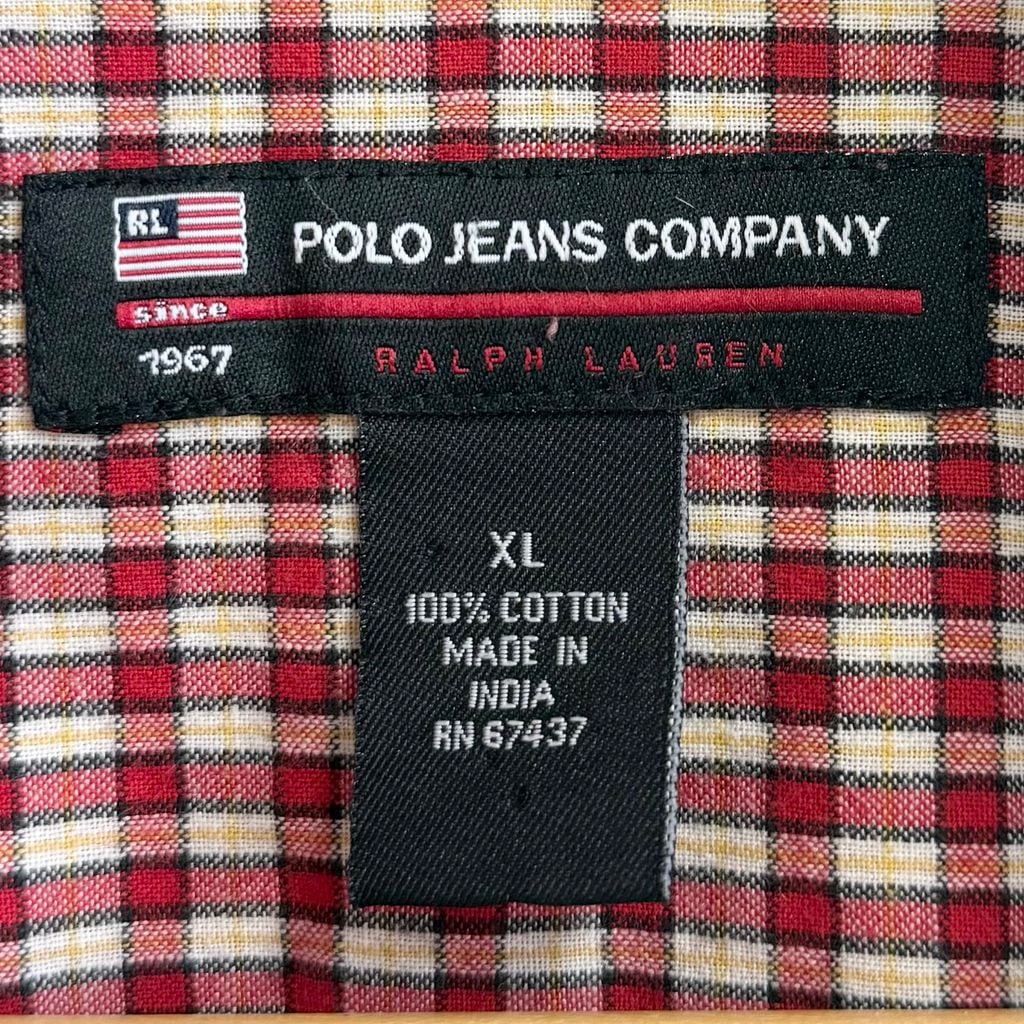 RL
POLO JEANS COMPANY
since
1967
RALPH LAUREN
XL
100% COTTON
MADE IN
INDIA
RN 67437